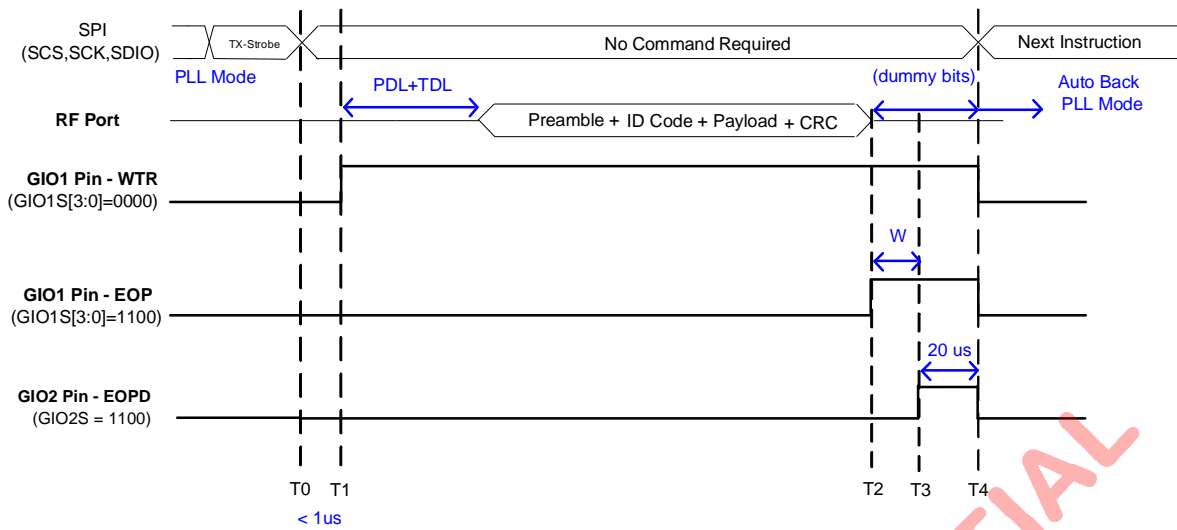 SPI
(SCS,SCK,SDIO)
TX-Strobe
No Command Required
Next Instruction
PLL Mode
PDL+TDL
(dummy bits)
Auto Back
PLL Mode
RF Port
Preamble + ID Code + Payload + CRC
GIO1 Pin - WTR
(GIO1S[3:0]=0000)
W
GIO1 Pin - EOP
(GIO1S[3:0]=1100)
20 us
GIO2 Pin - EOPD
(GIO2S = 1100)
T0 T1 T2 T3 T4
< 1us
TIAL